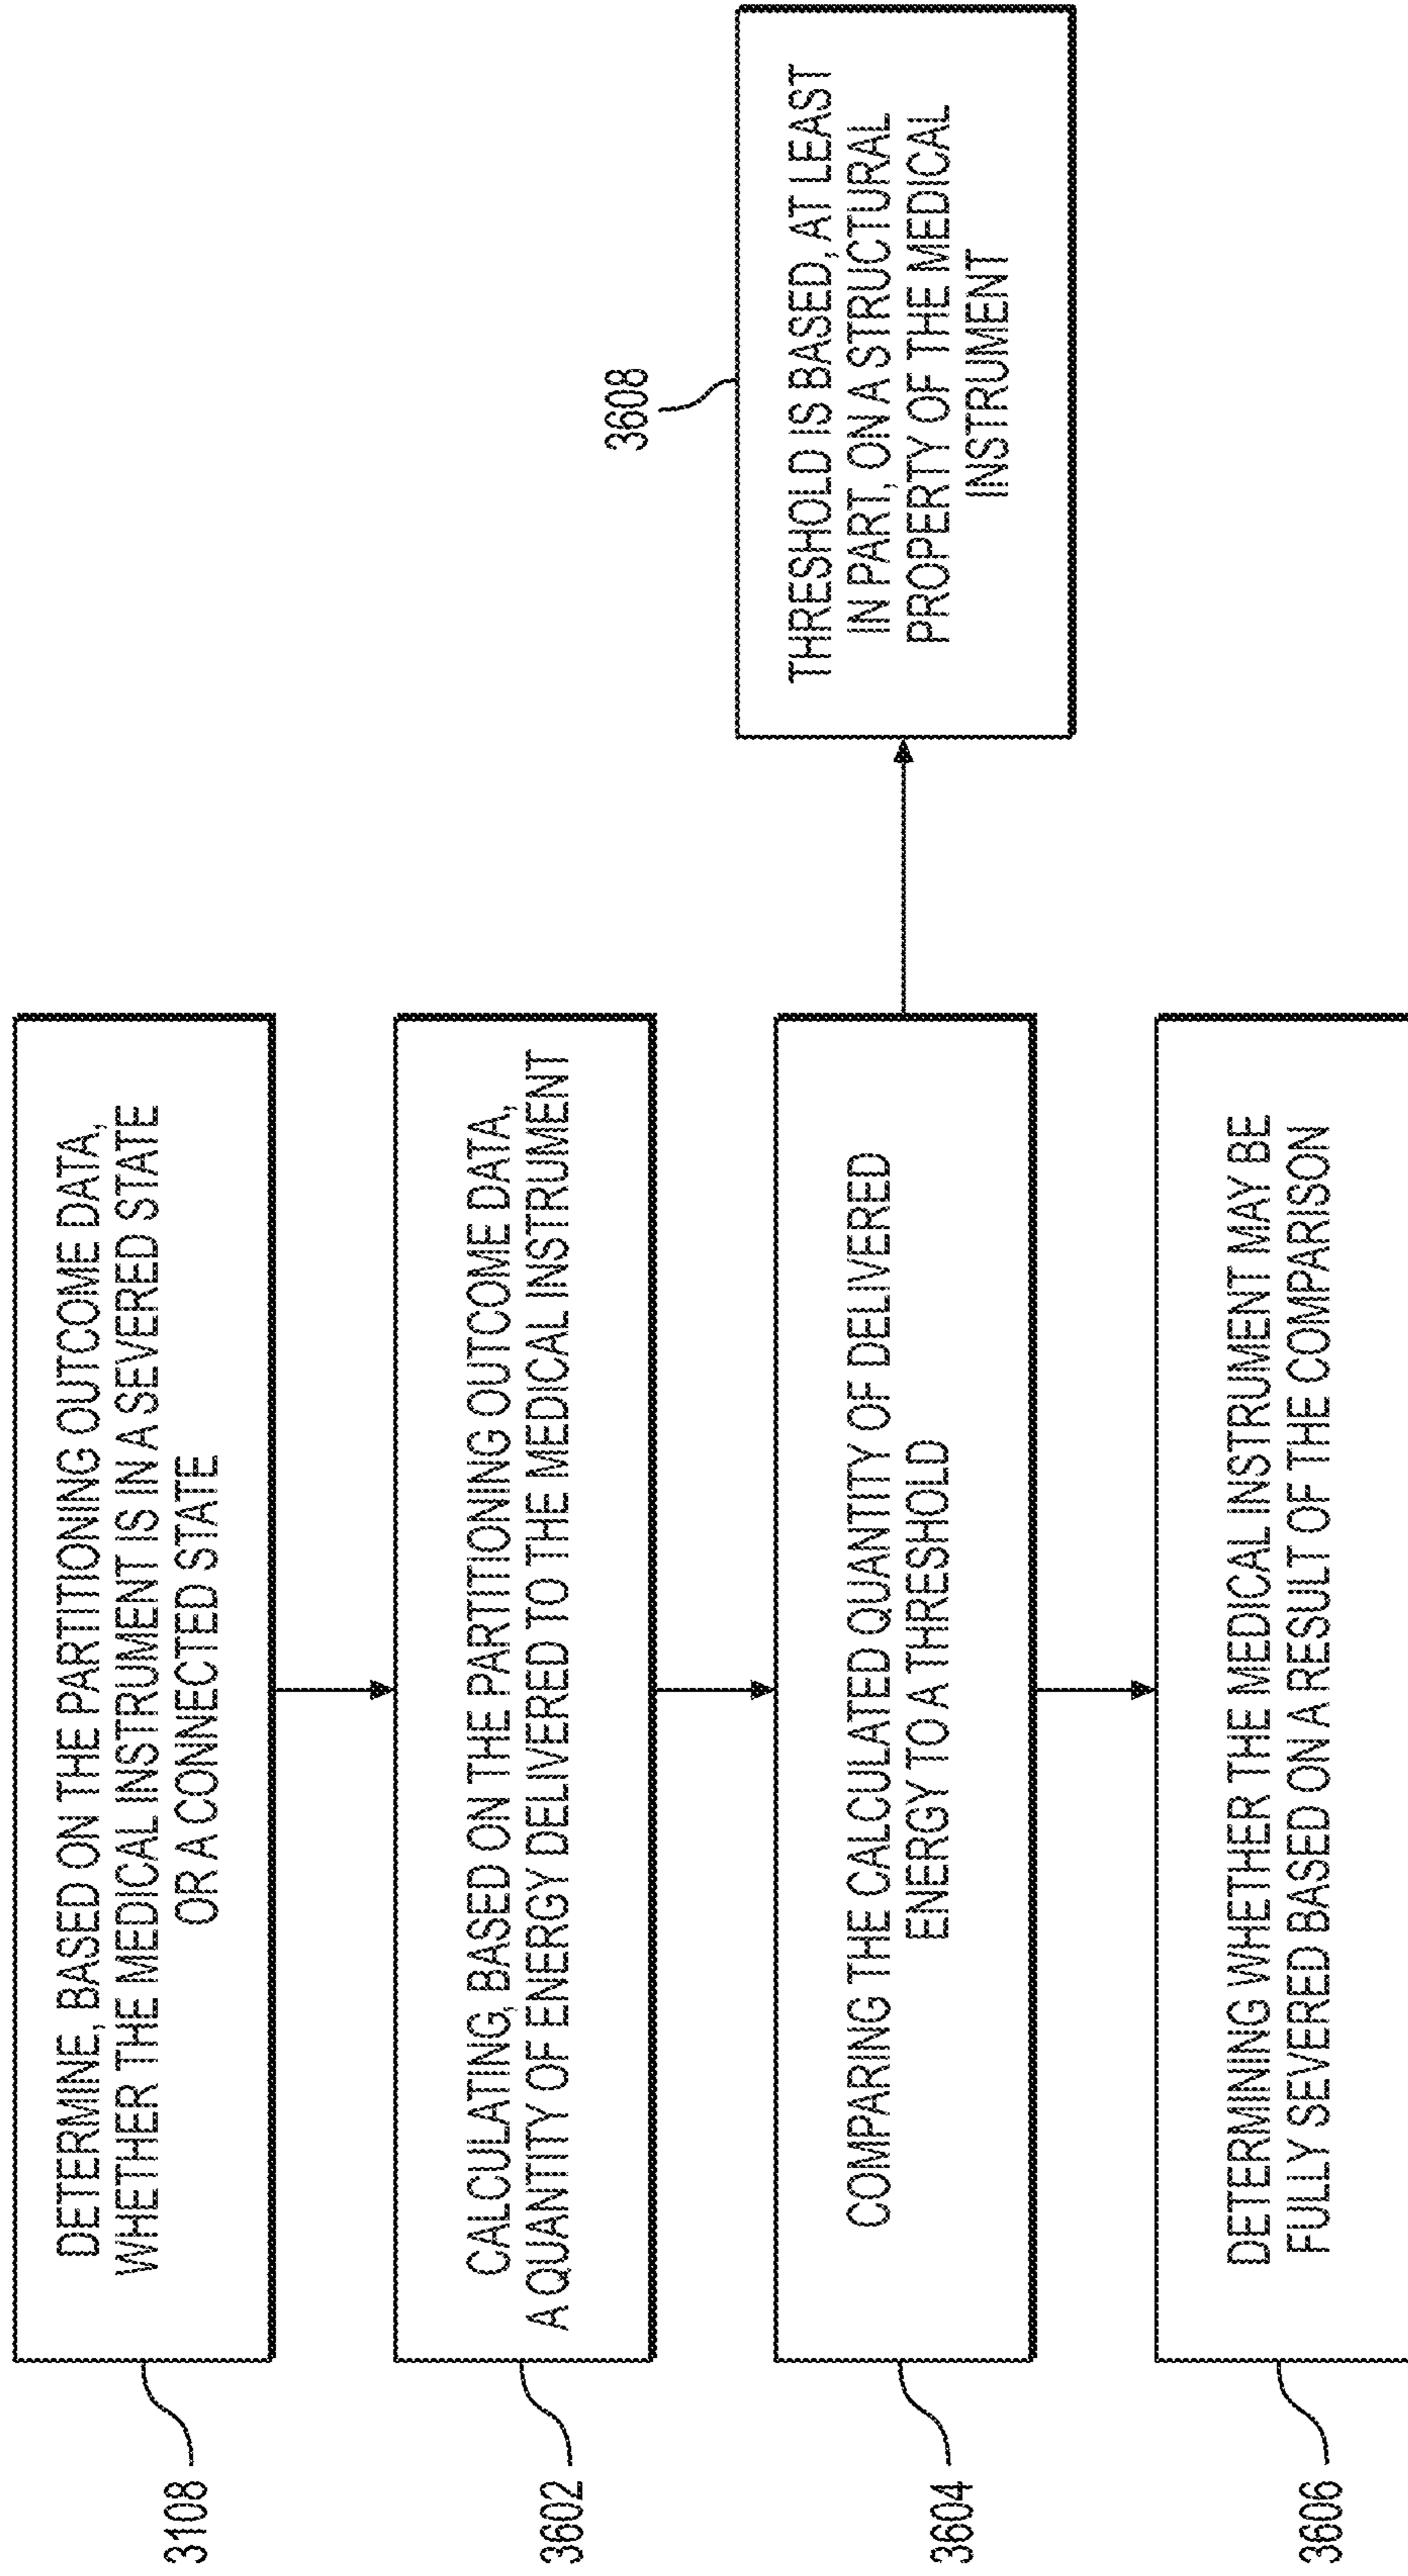 3108
DETERMINE, BASED ON THE PARTITIONING OUTCOME DATA,
WHETHER THE MEDICAL INSTRUMENT IS IN A SEVERED STATE
OR A CONNECTED STATE
3602
CALCULATING, BASED ON THE PARTITIONING OUTCOME DATA,
A QUANTITY OF ENERGY DELIVERED TO THE MEDICAL INSTRUMENT
3604
COMPARING THE CALCULATED QUANTITY OF DELIVERED
ENERGY TO A THRESHOLD
3608
THRESHOLD IS BASED, AT LEAST
IN PART, ON A STRUCTURAL
PROPERTY OF THE MEDICAL
INSTRUMENT
3606
DETERMINING WHETHER THE MEDICAL INSTRUMENT MAY BE
FULLY SEVERED BASED ON A RESULT OF THE COMPARISON